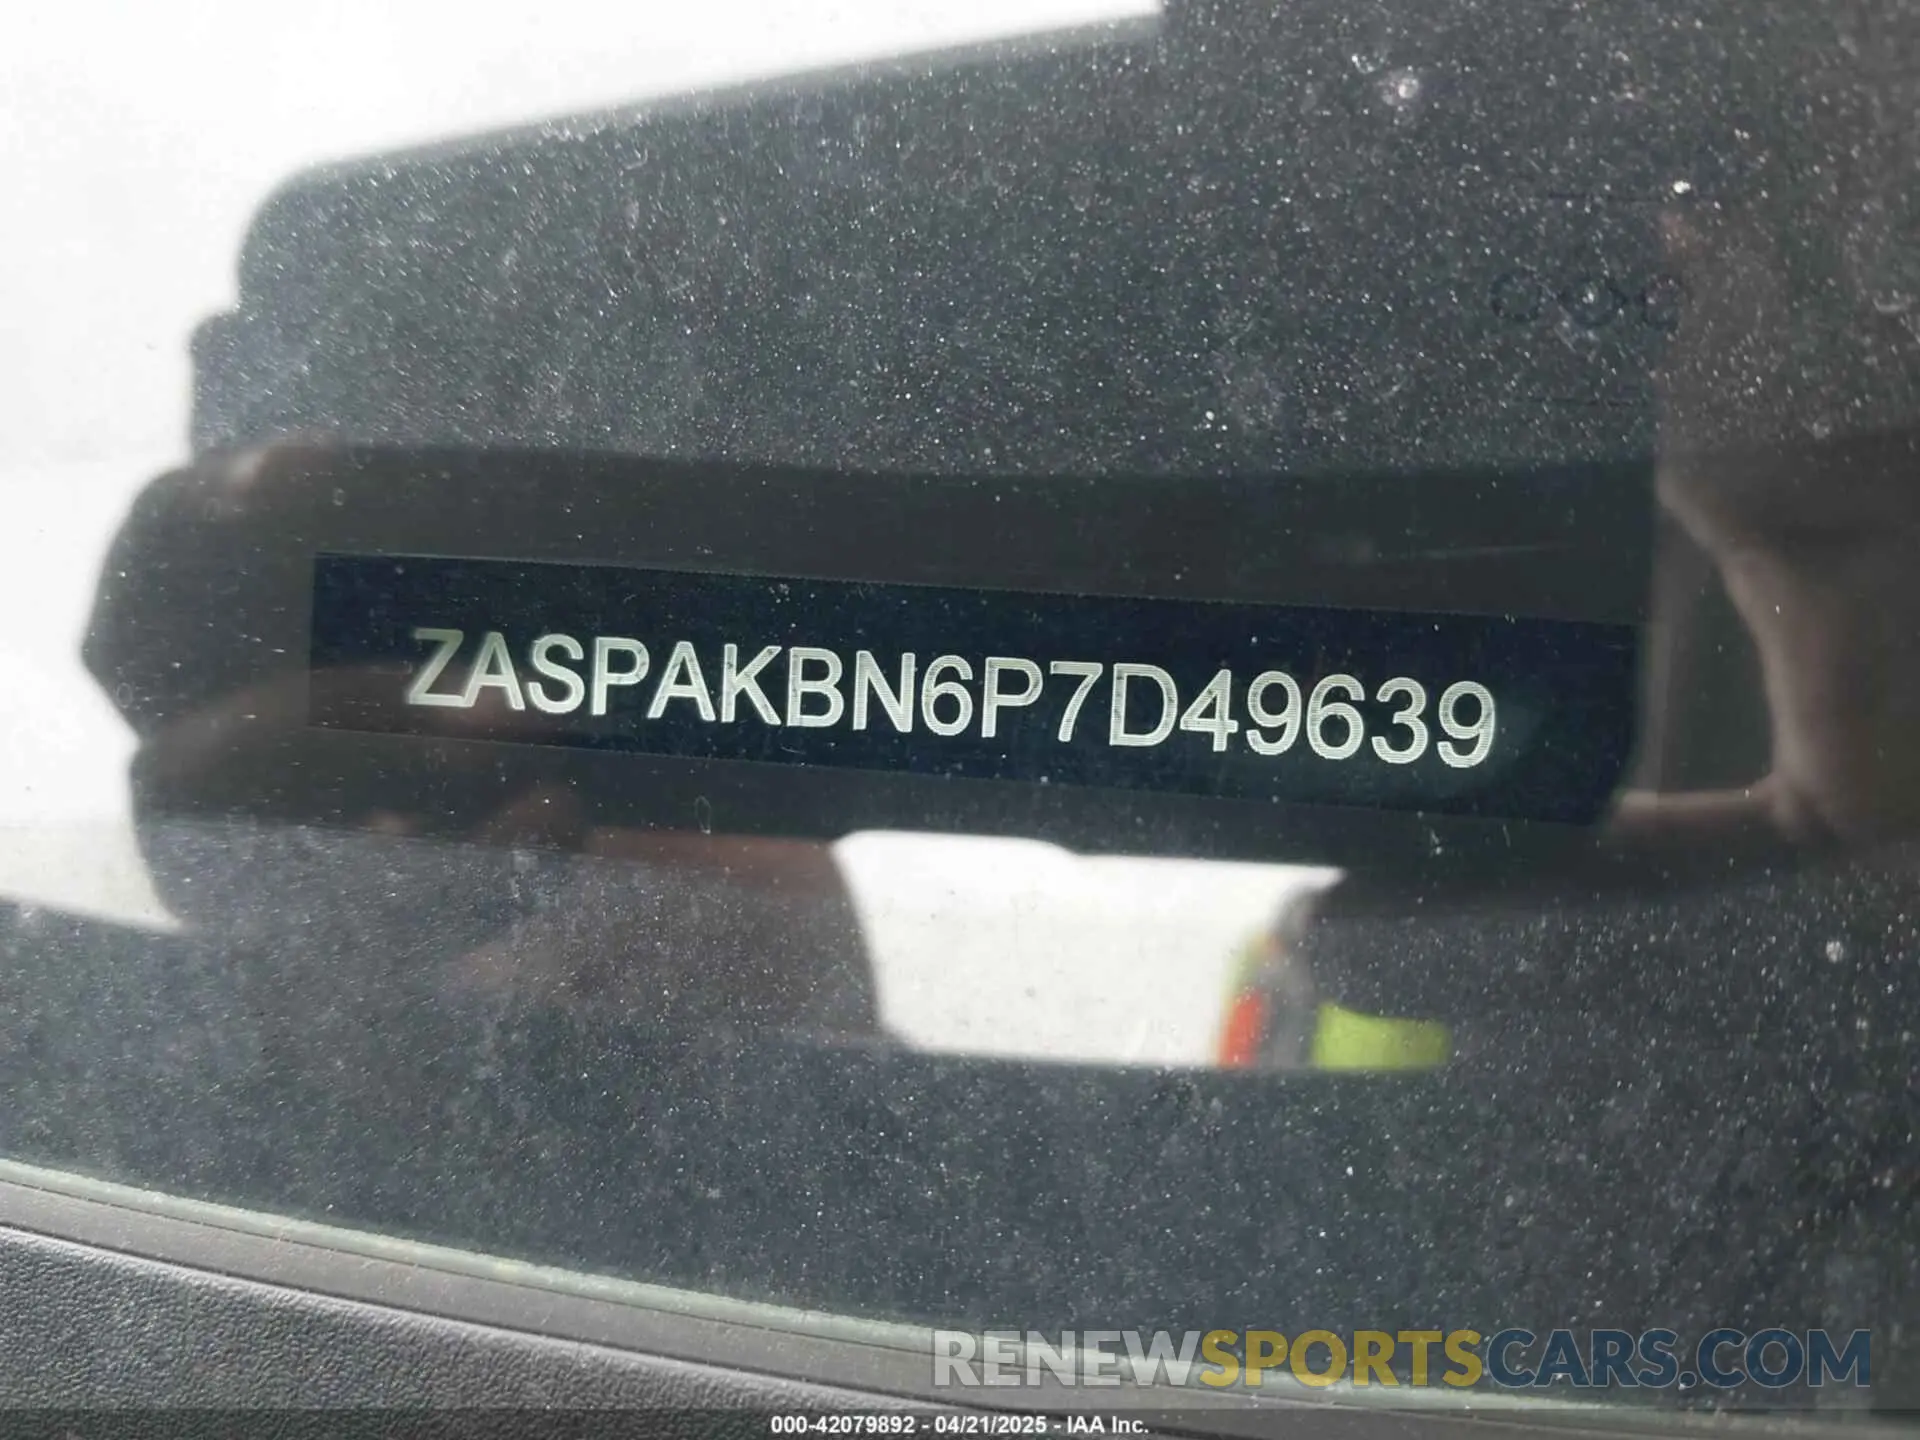 ZASPAKBN6P7D49639
RENEWSPORTSCARS.COM
000-42079892 - 04/21/2025 - IAA Inc.